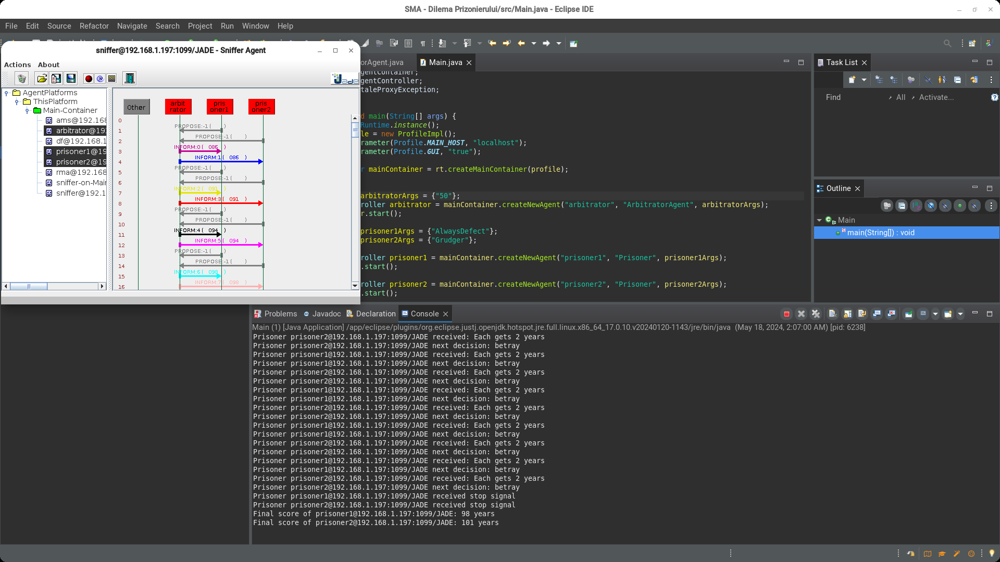 SMA - Dilema Prizonierului/src/Main.java - Eclipse IDE
File Edit Source Refactor Navigate Search Project Run Window Help
sniffer@192.168.1.197:1099/JADE - Sniffer Agent
Actions About
Jade
AgentPlatforms
ThisPlatform
Main-Container
ams@192.168
arbitrator@19
df@192.168.1
prisoner1@19
prisoner2@19
rma@192.168
sniffer-on-Mai
sniffer@192.1
Other
arbit
rator
pris
oner1
pris
oner2
0
PROPOSE:-1 ( )
1
PROPOSE:-1 ( )
2
INFORM:0 ( 086 )
3
INFORM:1 ( 086 )
4
PROPOSE:-1 ( )
5
PROPOSE:-1 ( )
6
INFORM:2 ( 091 )
7
INFORM:3 ( 091 )
8
PROPOSE:-1 ( )
9
PROPOSE:-1 ( )
10
INFORM:4 ( 094 )
11
INFORM:5 ( 094 )
12
PROPOSE:-1 ( )
13
PROPOSE:-1 ( )
14
INFORM:6 ( 098 )
15
INFORM:7 ( 098 )
16
orAgent.java Main.java
gentContainer;
gentController;
taleProxyException;
d main(String[] args) {
Runtime.instance();
le = new ProfileImpl();
rameter(Profile.MAIN_HOST, "localhost");
rameter(Profile.GUI, "true");
r mainContainer = rt.createMainContainer(profile);
arbitratorArgs = {"50"};
roller arbitrator = mainContainer.createNewAgent("arbitrator", "ArbitratorAgent", arbitratorArgs);
r.start();
prisoner1Args = {"AlwaysDefect"};
prisoner2Args = {"Grudger"};
roller prisoner1 = mainContainer.createNewAgent("prisoner1", "Prisoner", prisoner1Args);
.start();
roller prisoner2 = mainContainer.createNewAgent("prisoner2", "Prisoner", prisoner2Args);
.start();
Task List
Find All Activate...
Outline
Main
main(String[]) : void
Problems Javadoc Declaration Console
Main (1) [Java Application] /app/eclipse/plugins/org.eclipse.justj.openjdk.hotspot.jre.full.linux.x86_64_17.0.10.v20240120-1143/jre/bin/java (May 18, 2024, 2:07:00 AM) [pid: 6238]
Prisoner prisoner2@192.168.1.197:1099/JADE received: Each gets 2 years
Prisoner prisoner2@192.168.1.197:1099/JADE next decision: betray
Prisoner prisoner1@192.168.1.197:1099/JADE received: Each gets 2 years
Prisoner prisoner1@192.168.1.197:1099/JADE next decision: betray
Prisoner prisoner2@192.168.1.197:1099/JADE received: Each gets 2 years
Prisoner prisoner2@192.168.1.197:1099/JADE next decision: betray
Prisoner prisoner1@192.168.1.197:1099/JADE received: Each gets 2 years
Prisoner prisoner1@192.168.1.197:1099/JADE next decision: betray
Prisoner prisoner2@192.168.1.197:1099/JADE received: Each gets 2 years
Prisoner prisoner2@192.168.1.197:1099/JADE next decision: betray
Prisoner prisoner1@192.168.1.197:1099/JADE received: Each gets 2 years
Prisoner prisoner1@192.168.1.197:1099/JADE next decision: betray
Prisoner prisoner2@192.168.1.197:1099/JADE received: Each gets 2 years
Prisoner prisoner2@192.168.1.197:1099/JADE next decision: betray
Prisoner prisoner1@192.168.1.197:1099/JADE received: Each gets 2 years
Prisoner prisoner1@192.168.1.197:1099/JADE next decision: betray
Prisoner prisoner2@192.168.1.197:1099/JADE received: Each gets 2 years
Prisoner prisoner2@192.168.1.197:1099/JADE next decision: betray
Prisoner prisoner1@192.168.1.197:1099/JADE received stop signal
Prisoner prisoner2@192.168.1.197:1099/JADE received stop signal
Final score of prisoner1@192.168.1.197:1099/JADE: 98 years
Final score of prisoner2@192.168.1.197:1099/JADE: 101 years